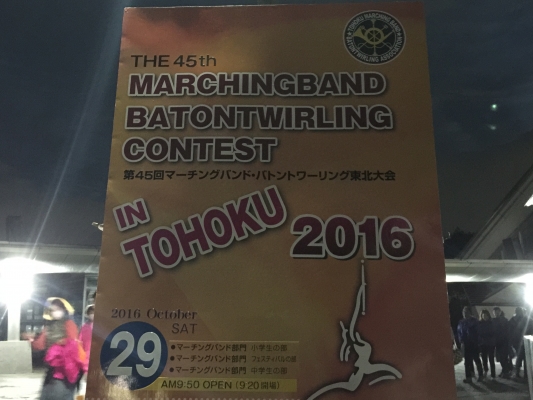 THE 45th
MARCHINGBAND
BATONTWIRLING
CONTEST
第45回マーチングバンド・バトントワーリング東北大会
IN TOHOKU 2016
2016 October
SAT
29
●マーチングバンド部門 小学生の部
●マーチングバンド部門 フェスティバルの部
●マーチングバンド部門 中学生の部
AM9:50 OPEN (9:20開場)